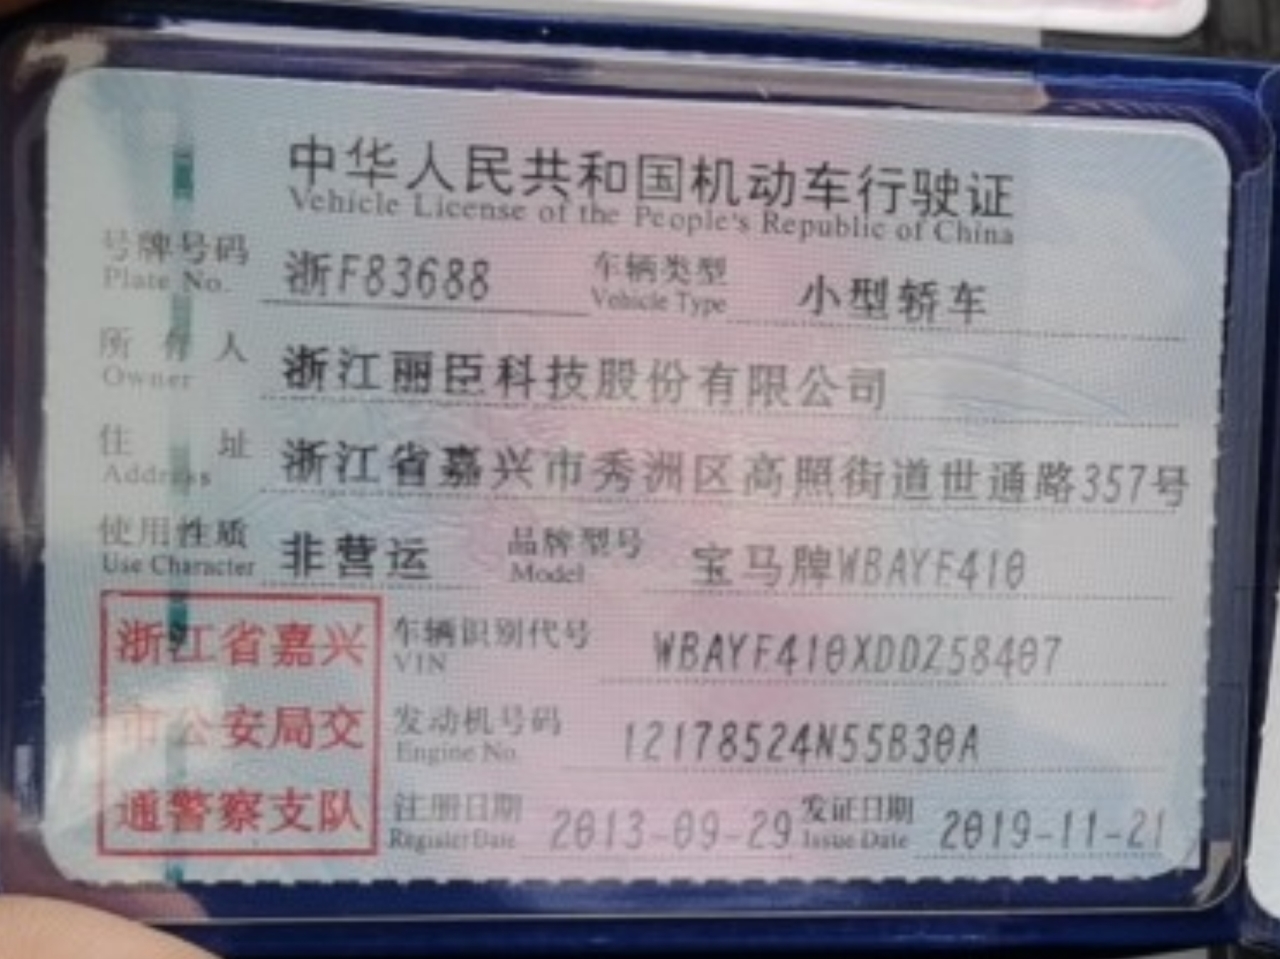 中华人民共和国机动车行驶证
Vehicle License of the People's Republic of China
号牌号码 浙F83688 车辆类型 小型轿车
Plate No. Vehicle Type
所有人 浙江丽臣科技股份有限公司
Owner
住址 浙江省嘉兴市秀洲区高照街道世通路357号
Address
使用性质 非营运 品牌型号 宝马牌WBAYF410
Use Character Model
浙江省嘉兴 车辆识别代号 WBAYF410XDDZ58407
VIN
市公安局交 发动机号码 12178524N55B30A
Engine No.
通警察支队 注册日期 2013-09-29 发证日期 2019-11-21
Register Date Issue Date